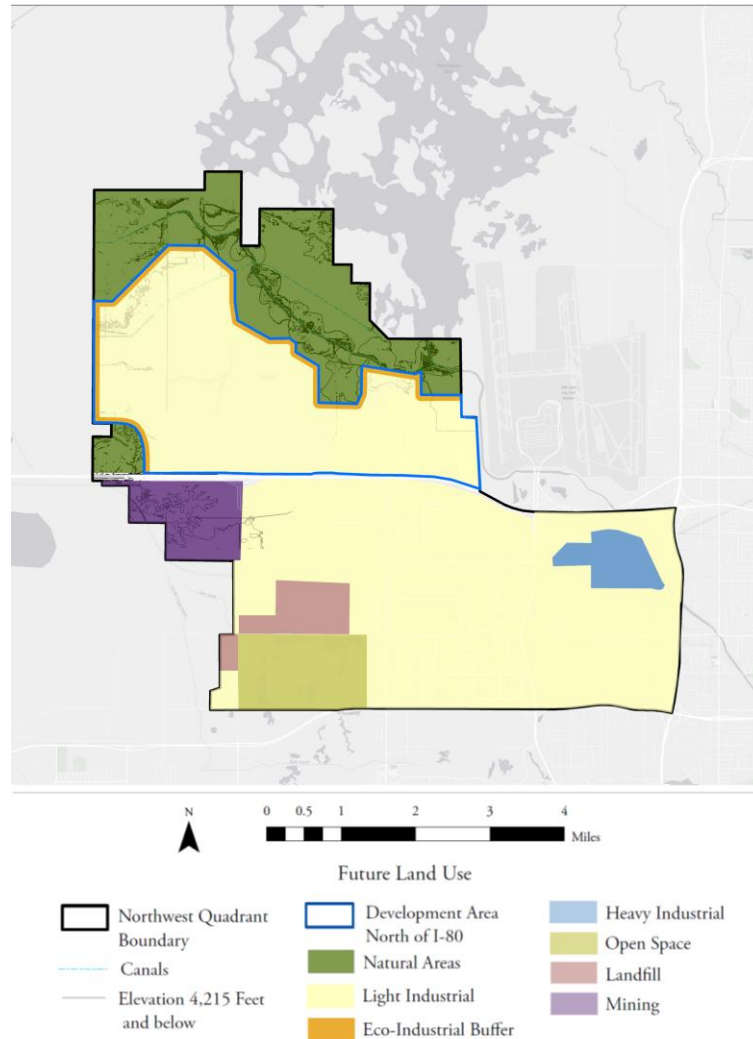 N
0 0.5 1 2 3 4
Miles
Future Land Use
Northwest Quadrant
Boundary
Canals
Elevation 4,215 Feet
and below
Development Area
North of I-80
Natural Areas
Light Industrial
Eco-Industrial Buffer
Heavy Industrial
Open Space
Landfill
Mining